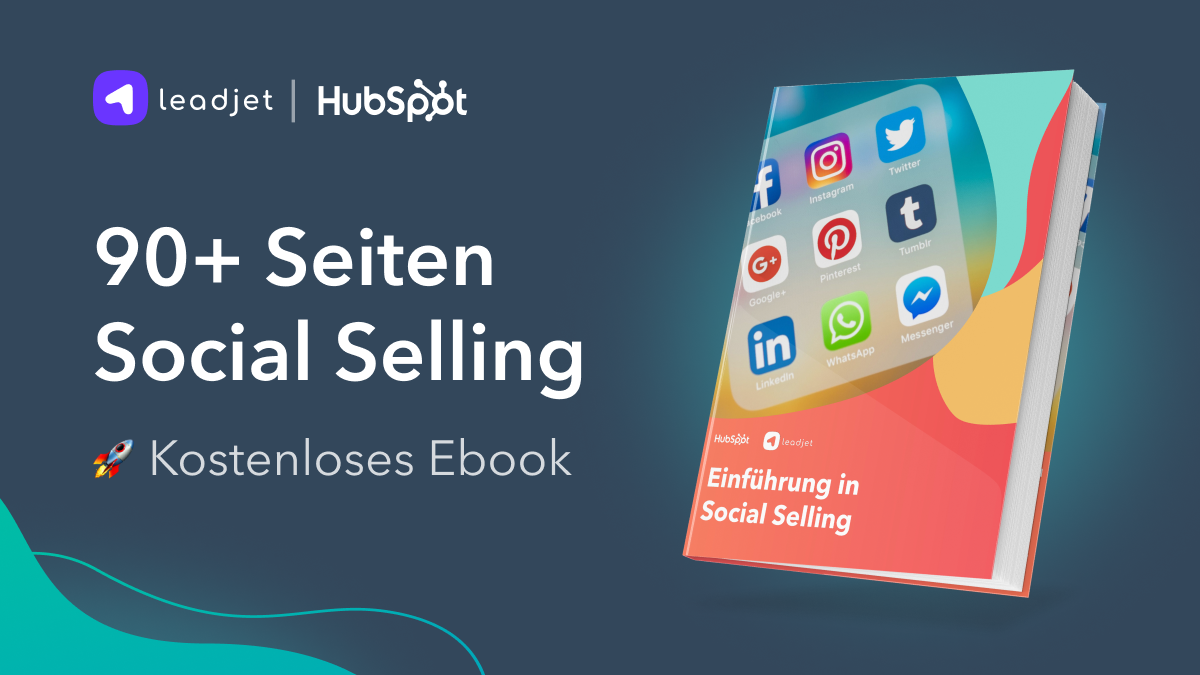 leadjet | HubSpot
90+ Seiten
Social Selling
🚀 Kostenloses Ebook
Instagram
Twitter
Google+
Pinterest
Tumblr
LinkedIn
WhatsApp
Messenger
HubSpot leadjet
Einführung in
Social Selling